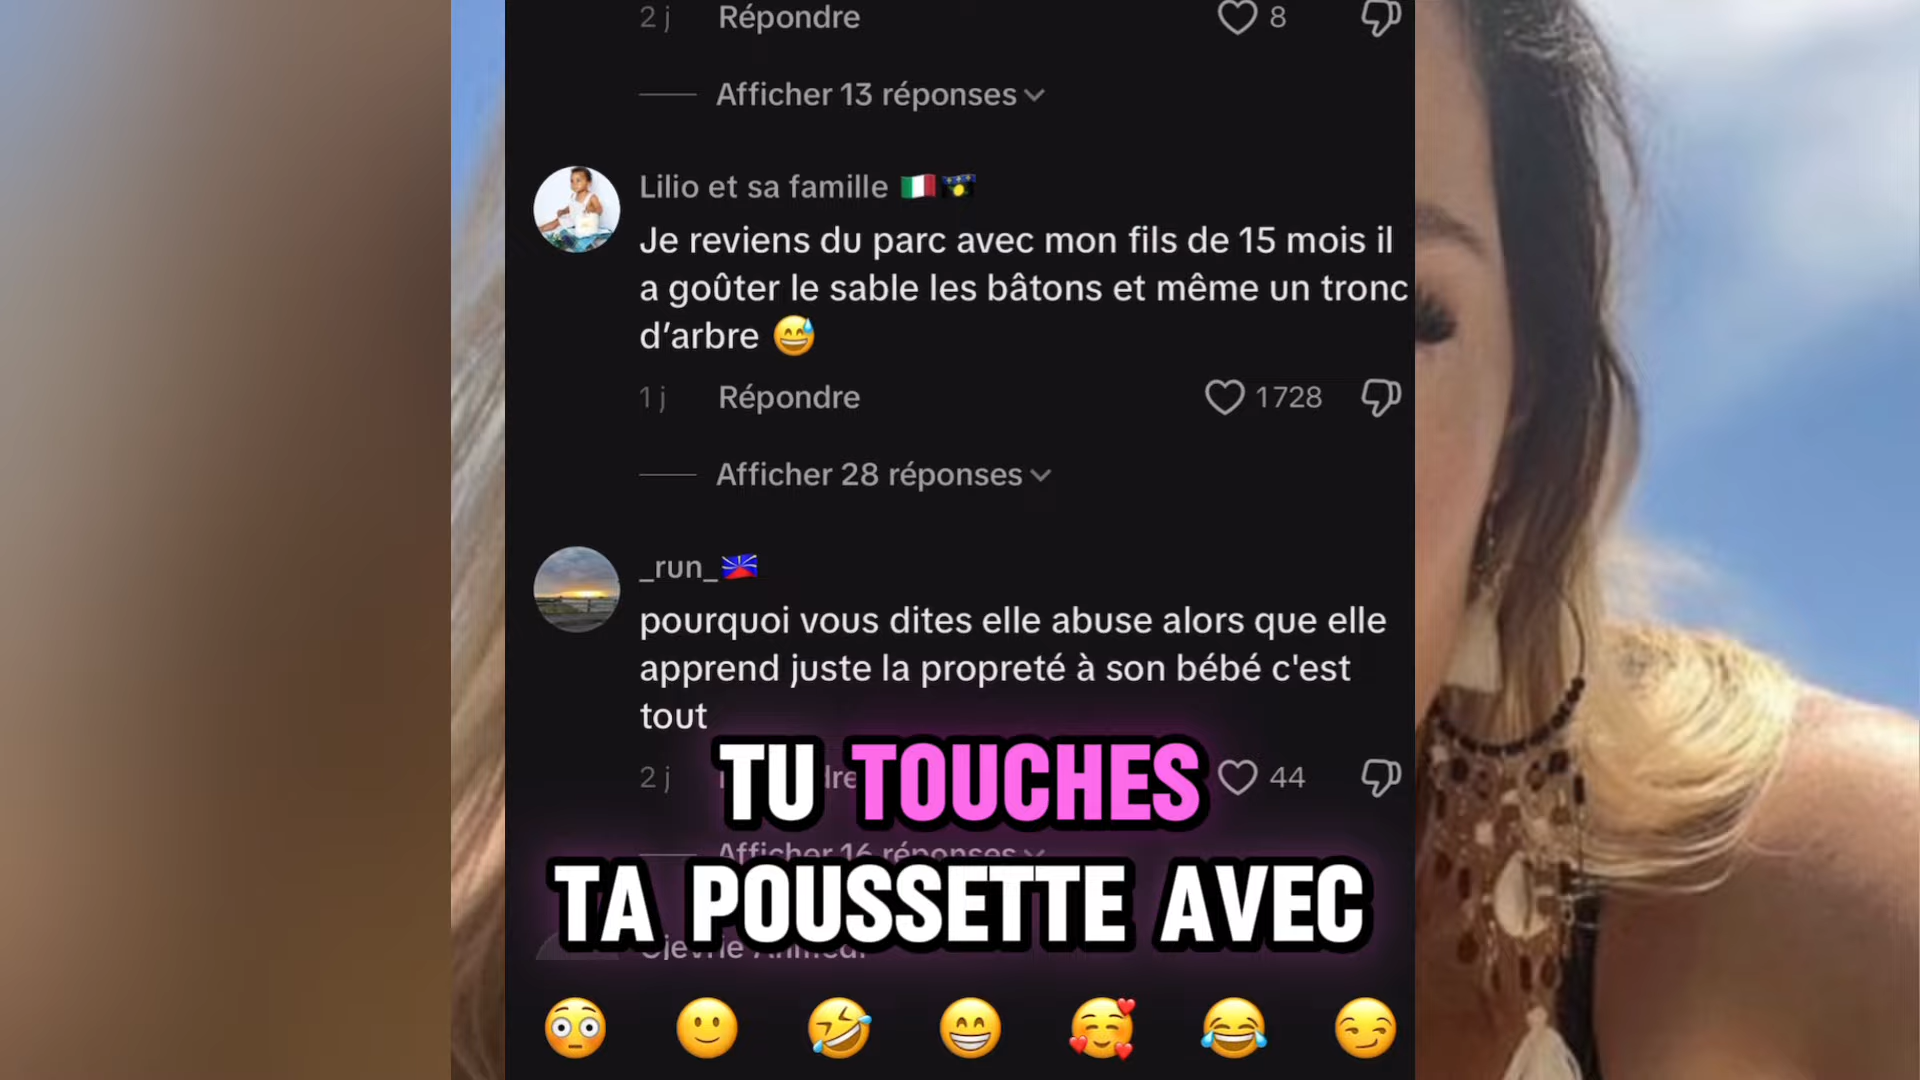 2 j Répondre 8
Afficher 13 réponses
Lilio et sa famille
Je reviens du parc avec mon fils de 15 mois il
a goûter le sable les bâtons et même un tronc
d’arbre 😅
1 j Répondre 1728
Afficher 28 réponses
_run_
pourquoi vous dites elle abuse alors que elle
apprend juste la propreté à son bébé c'est
tout
TU TOUCHES
2 j 44
Afficher 16 réponses
TA POUSSETTE AVEC